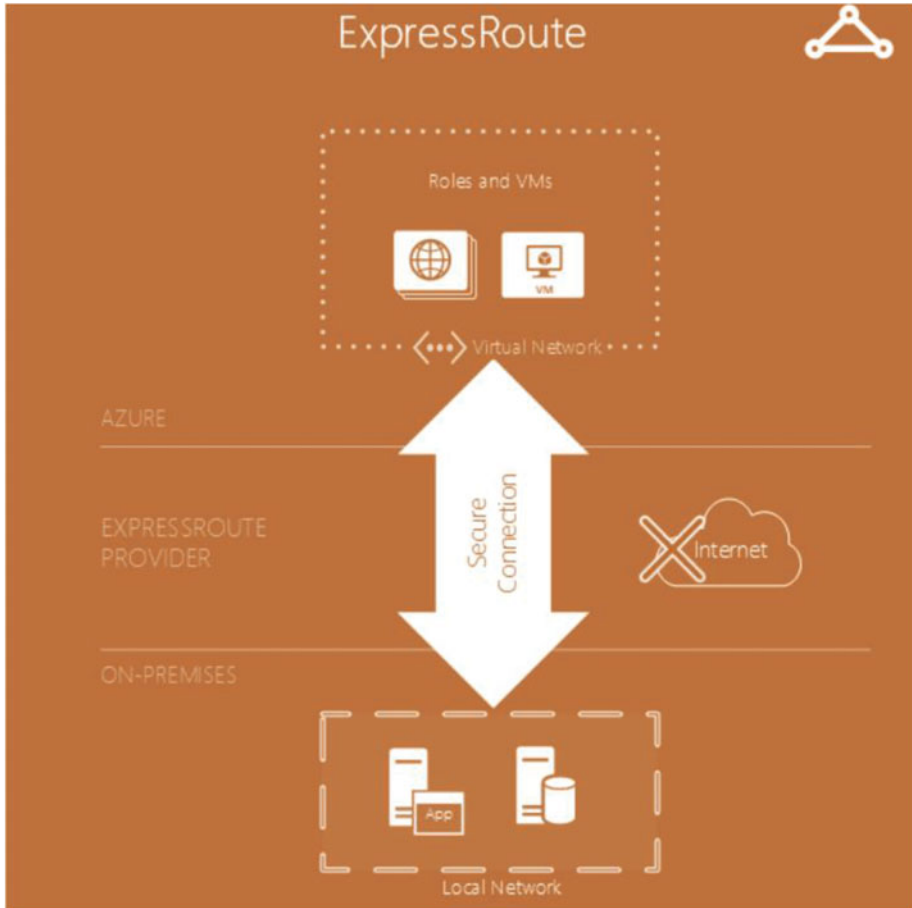 ExpressRoute
Roles and VMs
VM
Virtual Network
AZURE
EXPRESSROUTE
PROVIDER
Secure
Connection
Internet
ON-PREMISES
App
Local Network